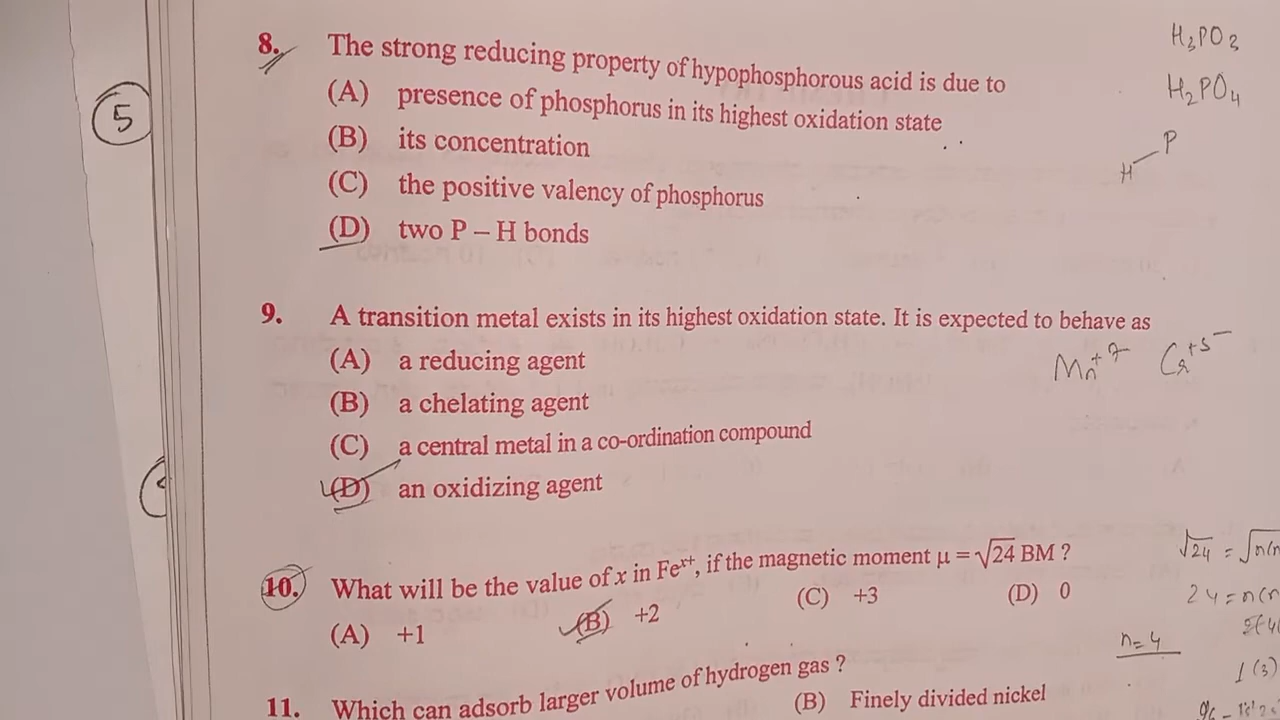 8. The strong reducing property of hypophosphorous acid is due to
(A) presence of phosphorus in its highest oxidation state
(B) its concentration
(C) the positive valency of phosphorus
(D) two P – H bonds
H₃PO₃
H₂PO₄
P
H
5
9. A transition metal exists in its highest oxidation state. It is expected to behave as
(A) a reducing agent
(B) a chelating agent
(C) a central metal in a co-ordination compound
(D) an oxidizing agent
Mn⁺⁷
10. What will be the value of x in Feˣ⁺, if the magnetic moment μ = √24 BM ?
(A) +1 (B) +2 (C) +3 (D) 0
√24 = √n(n
24 = n(n
n=4
1(3)
11. Which can adsorb larger volume of hydrogen gas ?
(B) Finely divided nickel